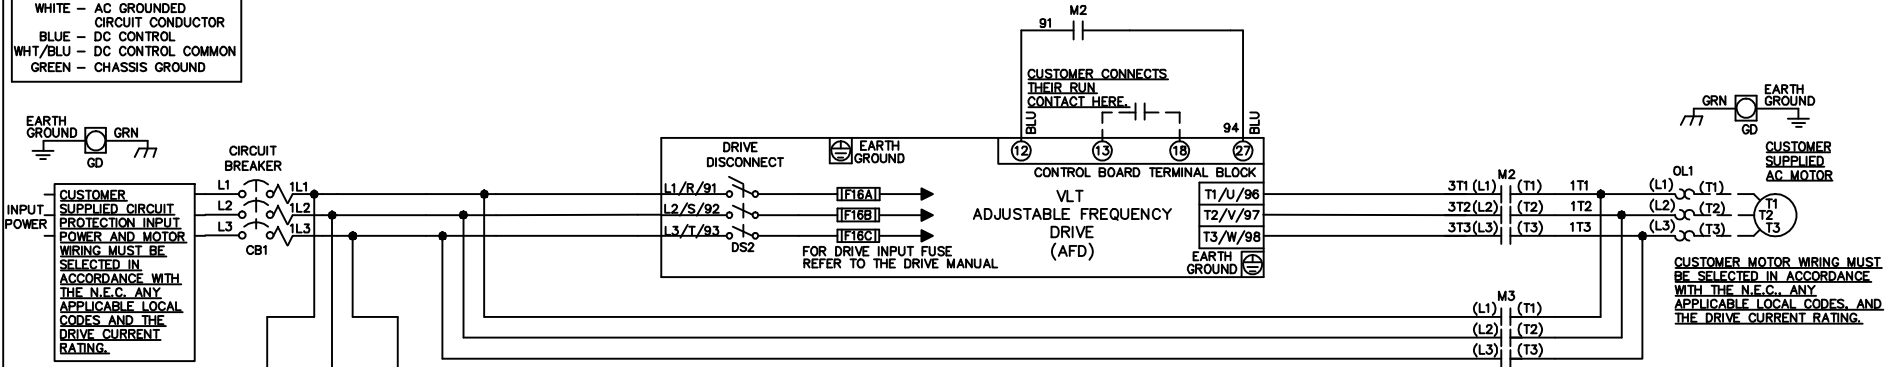 WHITE – AC GROUNDED
CIRCUIT CONDUCTOR
BLUE – DC CONTROL
WHT/BLU – DC CONTROL COMMON
GREEN – CHASSIS GROUND
EARTH
GROUND
GRN
GD
INPUT
POWER
CUSTOMER
SUPPLIED CIRCUIT
PROTECTION INPUT
POWER AND MOTOR
WIRING MUST BE
SELECTED IN
ACCORDANCE WITH
THE N.E.C. ANY
APPLICABLE LOCAL
CODES AND THE
DRIVE CURRENT
RATING.
CIRCUIT
BREAKER
L1
1L1
L2
1L2
L3
1L3
CB1
DRIVE
DISCONNECT
EARTH
GROUND
L1/R/91
L2/S/92
L3/T/93
DS2
F16A
F16B
F16C
FOR DRIVE INPUT FUSE
REFER TO THE DRIVE MANUAL
M2
91
CUSTOMER CONNECTS
THEIR RUN
CONTACT HERE.
BLU
94
BLU
12
13
18
27
CONTROL BOARD TERMINAL BLOCK
VLT
ADJUSTABLE FREQUENCY
DRIVE
(AFD)
T1/U/96
T2/V/97
T3/W/98
EARTH
GROUND
M2
3T1 (L1) (T1) 1T1
3T2(L2) (T2) 1T2
3T3(L3) (T3) 1T3
M3
(L1) (T1)
(L2) (T2)
(L3) (T3)
OL1
(L1) (T1)
(L2) (T2)
(L3) (T3)
T1
T2
T3
GRN
EARTH
GROUND
GD
CUSTOMER
SUPPLIED
AC MOTOR
CUSTOMER MOTOR WIRING MUST
BE SELECTED IN ACCORDANCE
WITH THE N.E.C., ANY
APPLICABLE LOCAL CODES, AND
THE DRIVE CURRENT RATING.